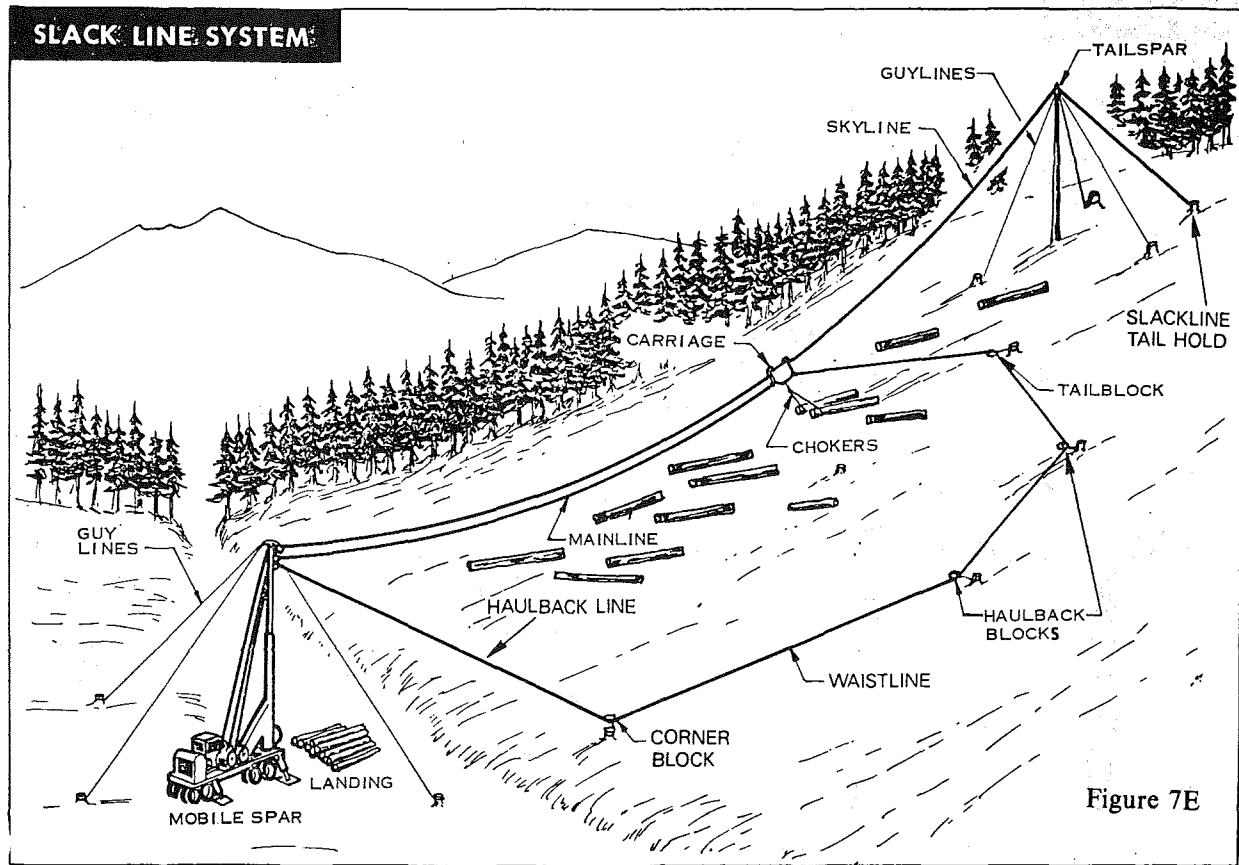 SLACK LINE SYSTEM
TAILSPAR
GUYLINES
SKYLINE
SLACKLINE
TAIL HOLD
CARRIAGE
TAILBLOCK
CHOKERS
GUY
LINES
MAINLINE
HAULBACK LINE
HAULBACK
BLOCKS
WAISTLINE
CORNER
BLOCK
LANDING
MOBILE SPAR
Figure 7E